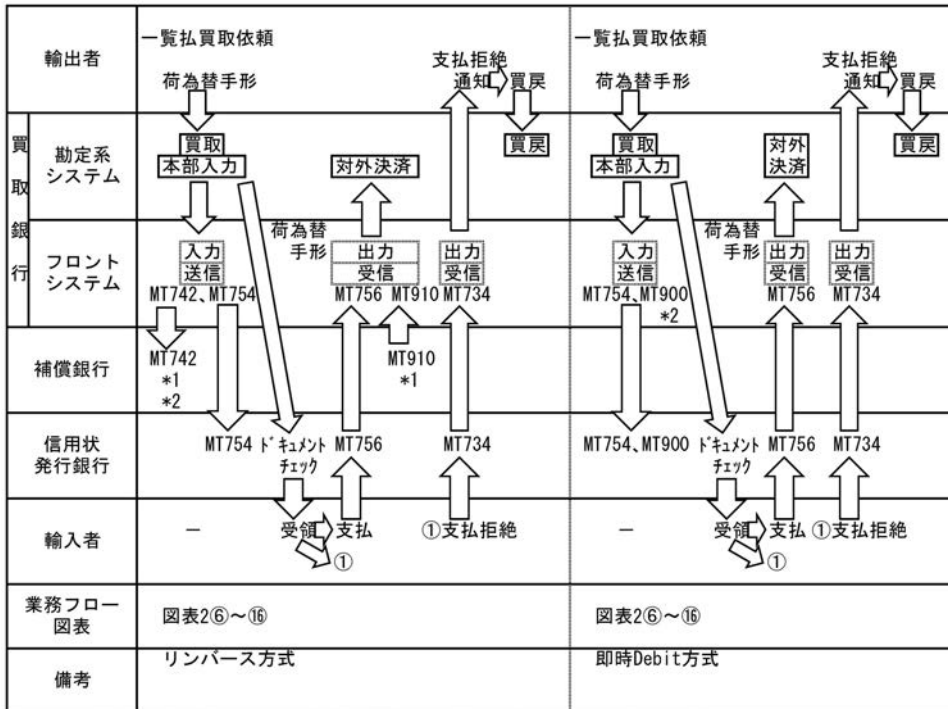 輸出者
一覧払買取依頼
荷為替手形
支払拒絶
通知
買戻
一覧払買取依頼
荷為替手形
支払拒絶
通知
買戻
買取銀行
勘定系
システム
買取
本部入力
対外決済
買戻
買取
本部入力
対外
決済
買戻
フロント
システム
入力
送信
MT742、MT754
荷為替
手形
出力
受信
MT756 MT910
出力
受信
MT734
入力
送信
MT754、MT900
*2
荷為替
手形
出力
受信
MT756
出力
受信
MT734
補償銀行
MT742
*1
*2
MT910
*1
信用状
発行銀行
MT754
ドキュメント
チェック
MT756
MT734
MT754、MT900
ドキュメント
チェック
MT756
MT734
輸入者
－
受領
支払
①
①支払拒絶
－
受領
支払
①
①支払拒絶
業務フロー
図表
図表2⑥～⑯
図表2⑥～⑯
備考
リンバース方式
即時Debit方式